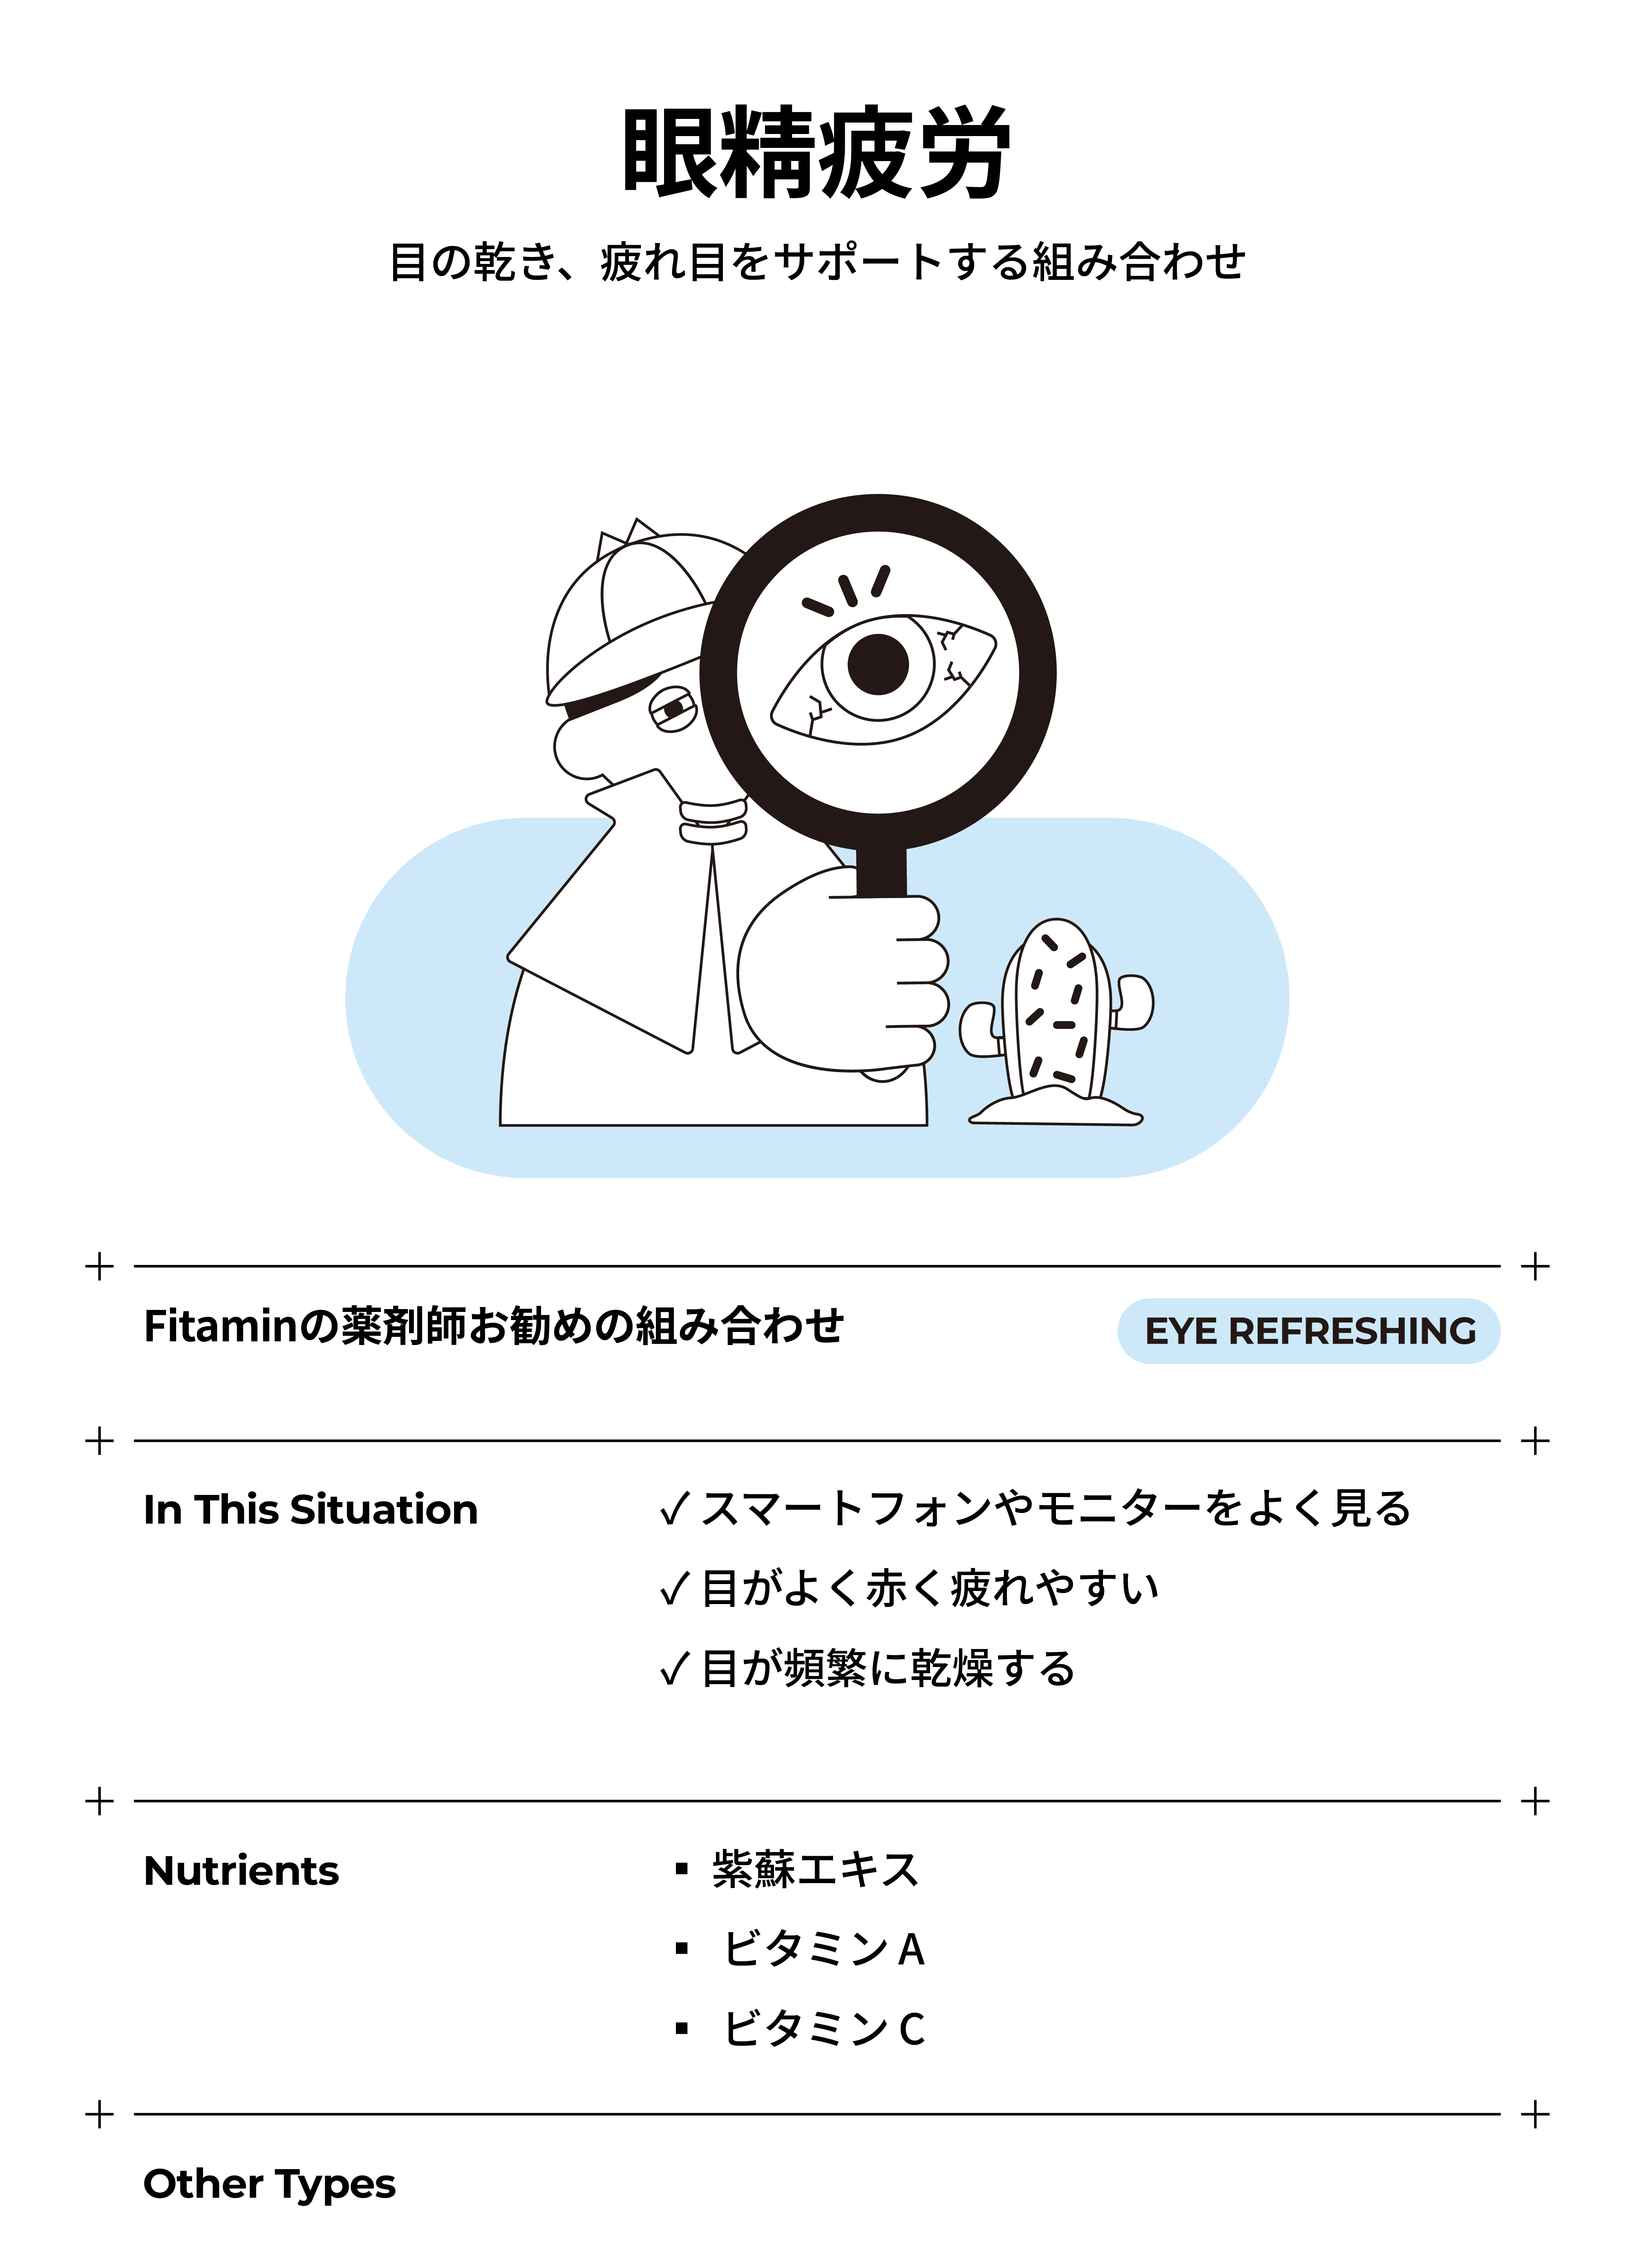 眼精疲労
目の乾き、疲れ目をサポートする組み合わせ
Fitaminの薬剤師お勧めの組み合わせ
EYE REFRESHING
In This Situation
✓ スマートフォンやモニターをよく見る
✓ 目がよく赤く疲れやすい
✓ 目が頻繁に乾燥する
Nutrients
▪ 紫蘇エキス
▪ ビタミン A
▪ ビタミン C
Other Types